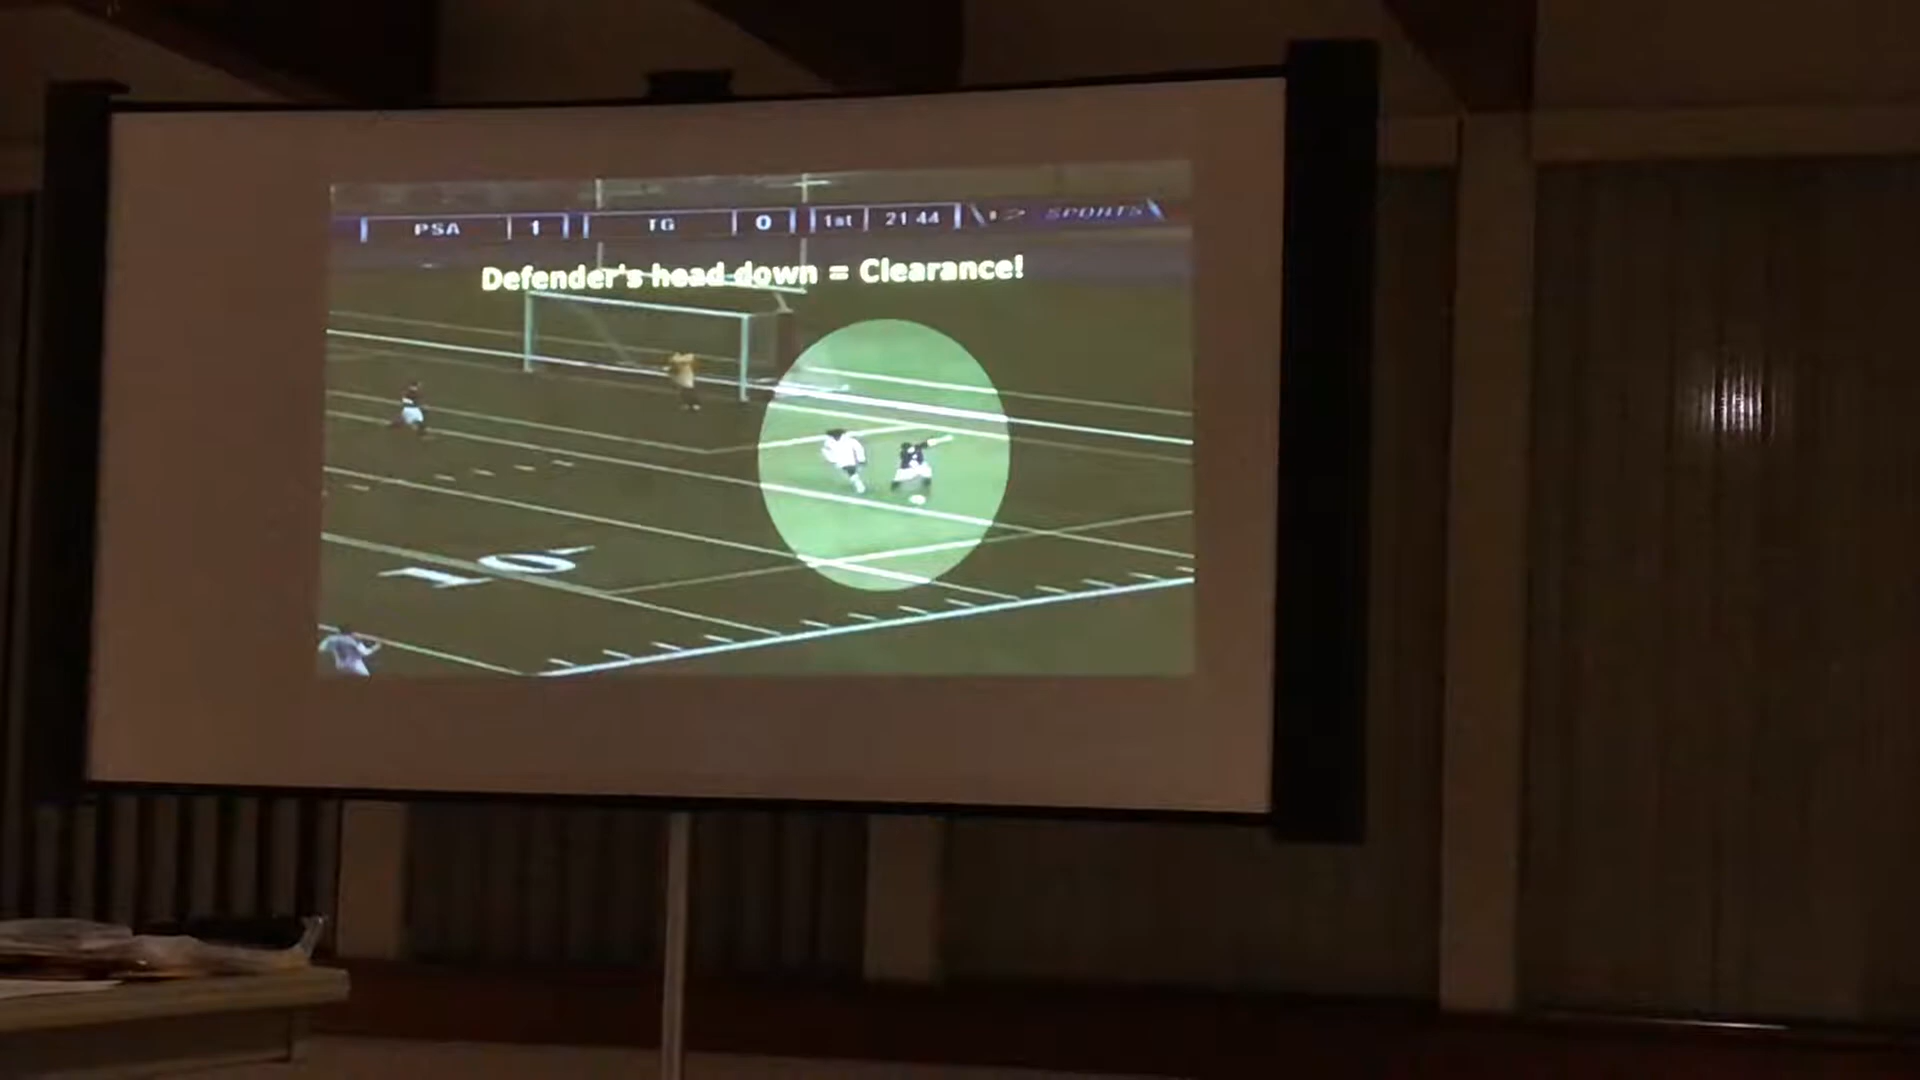 PSA 1 TG 0 1st 21:44 SPORTS
Defender's head down = Clearance!
10